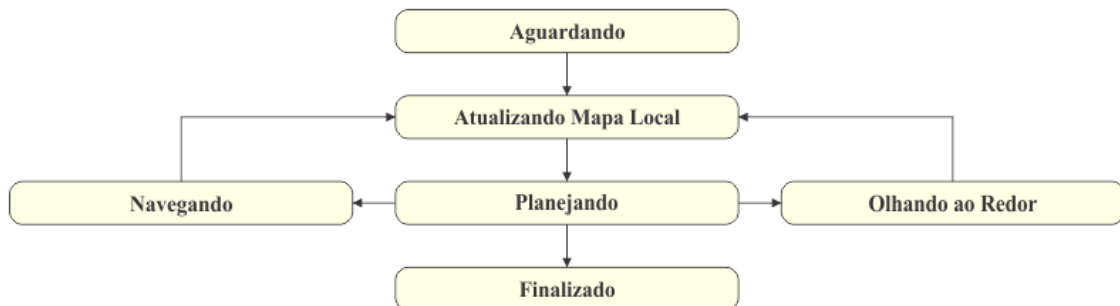 Aguardando
Atualizando Mapa Local
Navegando
Planejando
Olhando ao Redor
Finalizado